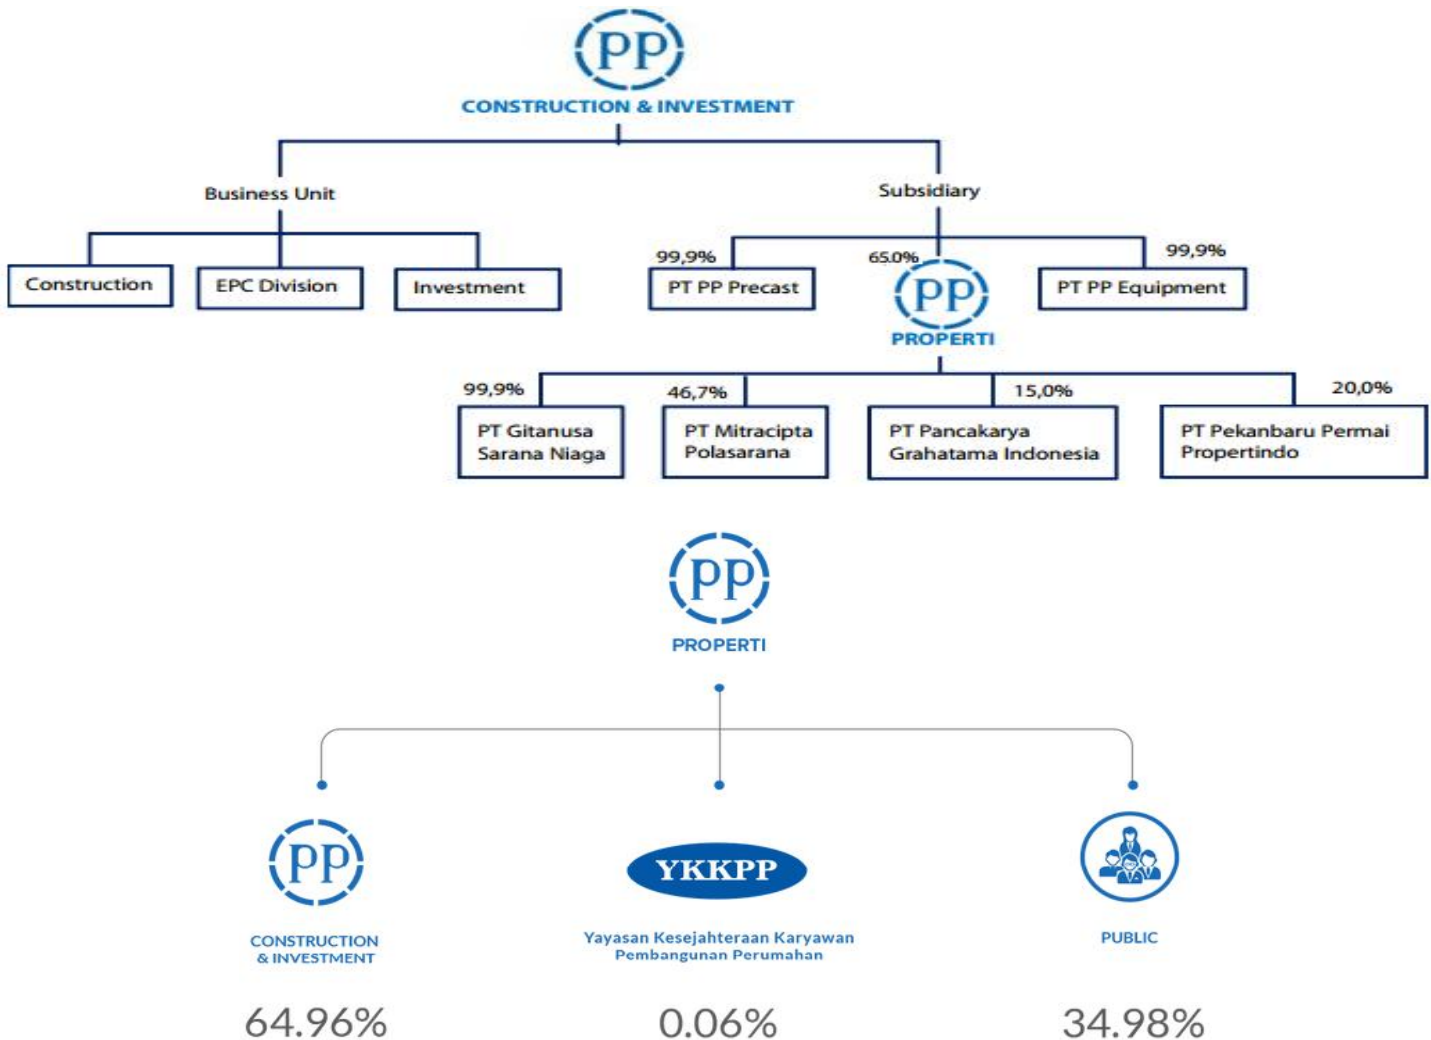 PP
CONSTRUCTION & INVESTMENT
Business Unit
Subsidiary
Construction
EPC Division
Investment
99,9%
PT PP Precast
65.0%
PP
PROPERTI
99,9%
PT PP Equipment
99,9%
PT Gitanusa
Sarana Niaga
46,7%
PT Mitracipta
Polasarana
15,0%
PT Pancakarya
Grahatama Indonesia
20,0%
PT Pekanbaru Permai
Propertindo
PP
PROPERTI
PP
CONSTRUCTION
& INVESTMENT
64.96%
YKKPP
Yayasan Kesejahteraan Karyawan
Pembangunan Perumahan
0.06%
PUBLIC
34.98%